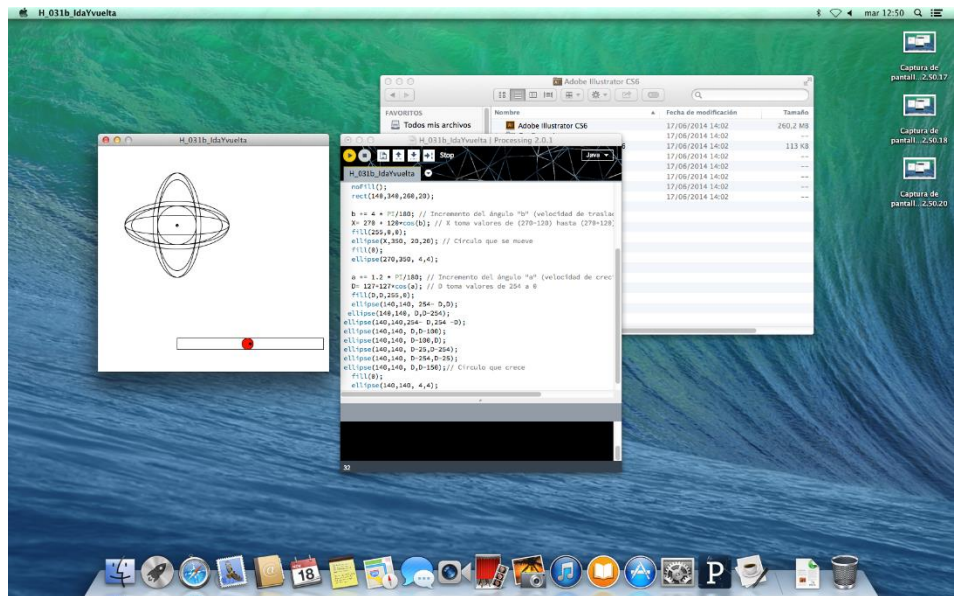 H_031b_IdaYvuelta
mar 12:50
Captura de
pantall...2.50.17
Captura de
pantall...2.50.18
Captura de
pantall...2.50.20
Adobe Illustrator CS6
FAVORITOS
Todos mis archivos
Nombre
Fecha de modificación
Tamaño
Adobe Illustrator CS6
17/06/2014 14:02
260,2 MB
17/06/2014 14:02
--
17/06/2014 14:02
113 KB
17/06/2014 14:02
--
17/06/2014 14:02
--
17/06/2014 14:02
--
17/06/2014 14:02
--
H_031b_IdaYvuelta
H_031b_IdaYvuelta | Processing 2.0.1
Stop
Java
H_031b_IdaYvuelta
noFill();
rect(140,340,260,20);
b += 4 * PI/180; // Incremento del ángulo "b" (velocidad de traslac
X= 270 + 120*cos(b); // X toma valores de (270-120) hasta (270+120)
fill(255,0,0);
ellipse(X,350, 20,20); // Círculo que se mueve
fill(0);
ellipse(270,350, 4,4);
a += 1.2 * PI/180; // Incremento del ángulo "a" (velocidad de crec
D= 127+127*cos(a); // D toma valores de 254 a 0
fill(D,D,255,0);
ellipse(140,140, 254- D,D);
ellipse(140,140, D,D-254);
ellipse(140,140,254- D,254 -D);
ellipse(140,140, D,D-100);
ellipse(140,140, D-100,D);
ellipse(140,140, D-25,D-254);
ellipse(140,140, D-254,D-25);
ellipse(140,140, D,D-150);// Círculo que crece
fill(0);
ellipse(140,140, 4,4);
32
JUN
18
P